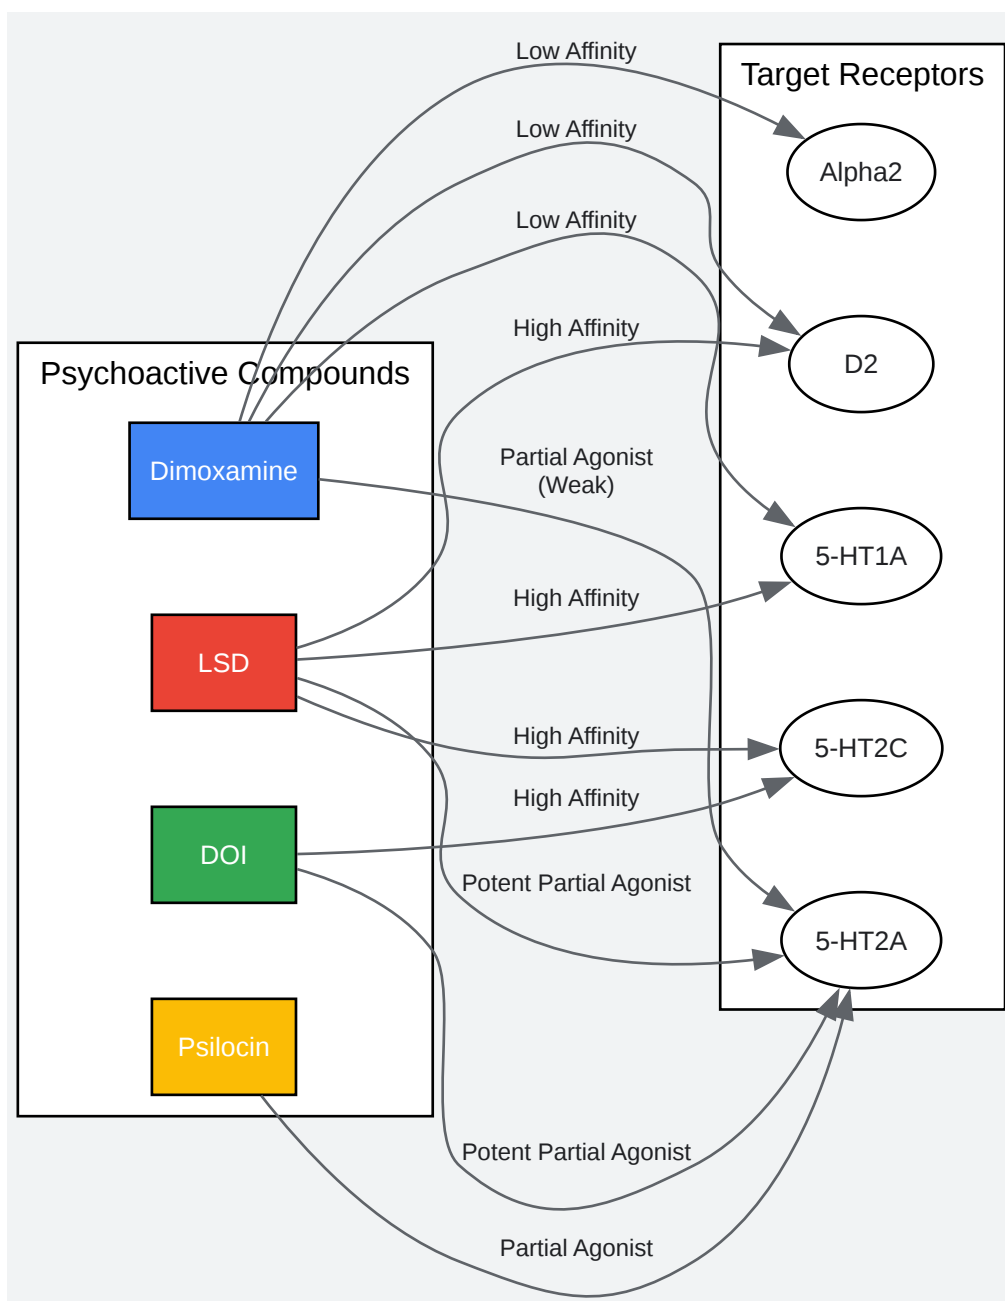 Low Affinity
Target Receptors
Low Affinity
Alpha2
Low Affinity
High Affinity
D2
Psychoactive Compounds
Dimoxamine
Partial Agonist
(Weak)
5-HT1A
High Affinity
LSD
High Affinity
5-HT2C
High Affinity
DOI
Potent Partial Agonist
5-HT2A
Psilocin
Potent Partial Agonist
Partial Agonist